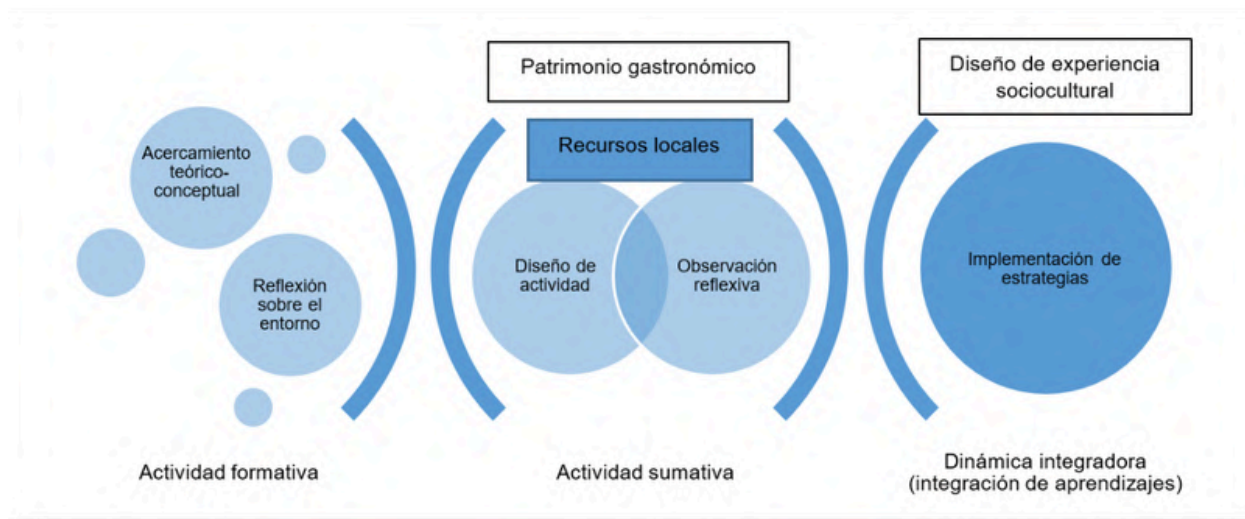 Patrimonio gastronómico
Diseño de experiencia
sociocultural
Acercamiento
teórico-
conceptual
Reflexión
sobre el
entorno
Recursos locales
Diseño de
actividad
Observación
reflexiva
Implementación de
estrategias
Actividad formativa
Actividad sumativa
Dinámica integradora
(integración de aprendizajes)